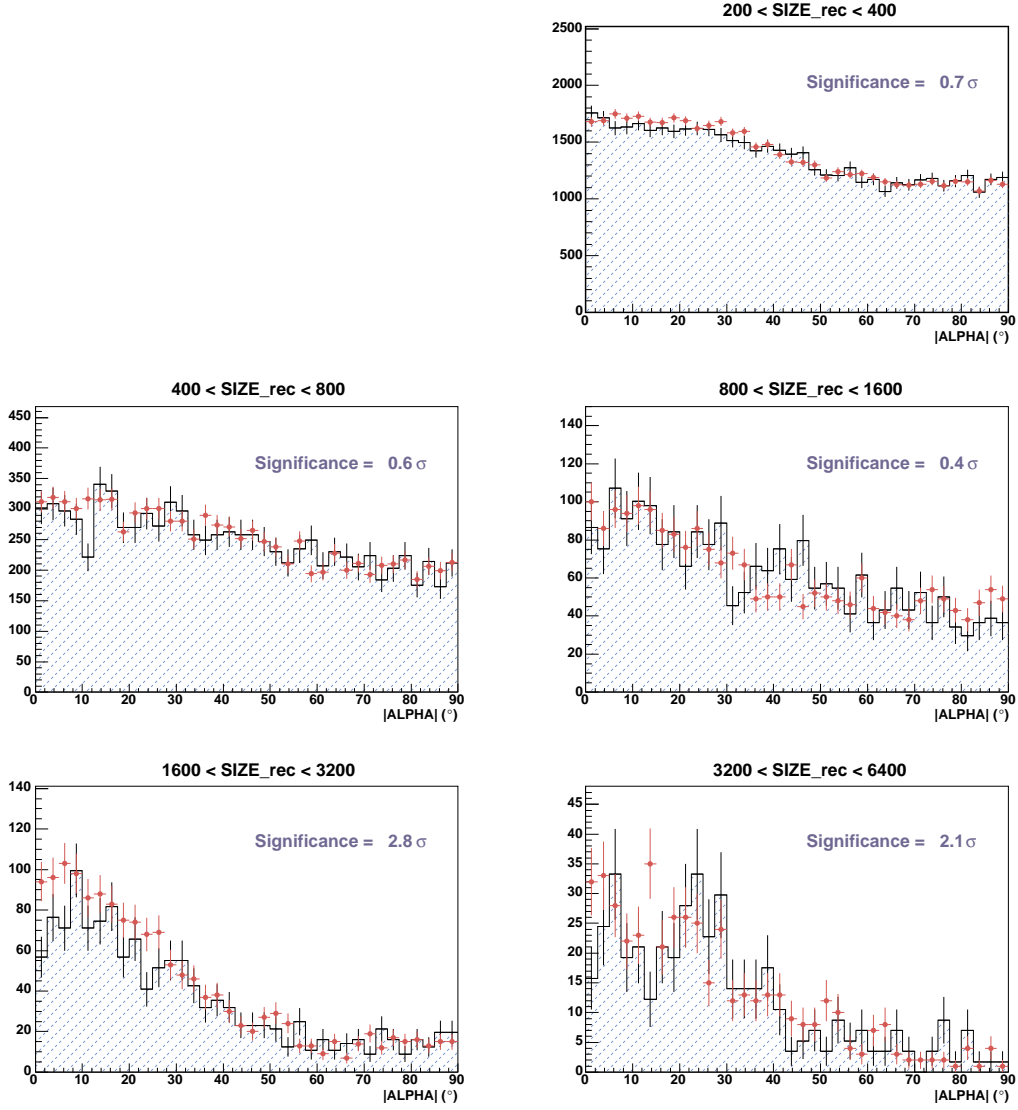 200 < SIZE_rec < 400
Significance = 0.7 σ
2500
2000
1500
1000
500
0
0 10 20 30 40 50 60 70 80 90
|ALPHA| (°)
400 < SIZE_rec < 800
Significance = 0.6 σ
450
400
350
300
250
200
150
100
50
0
0 10 20 30 40 50 60 70 80 90
|ALPHA| (°)
800 < SIZE_rec < 1600
Significance = 0.4 σ
140
120
100
80
60
40
20
0
0 10 20 30 40 50 60 70 80 90
|ALPHA| (°)
1600 < SIZE_rec < 3200
Significance = 2.8 σ
140
120
100
80
60
40
20
0
0 10 20 30 40 50 60 70 80 90
|ALPHA| (°)
3200 < SIZE_rec < 6400
Significance = 2.1 σ
45
40
35
30
25
20
15
10
5
0
0 10 20 30 40 50 60 70 80 90
|ALPHA| (°)